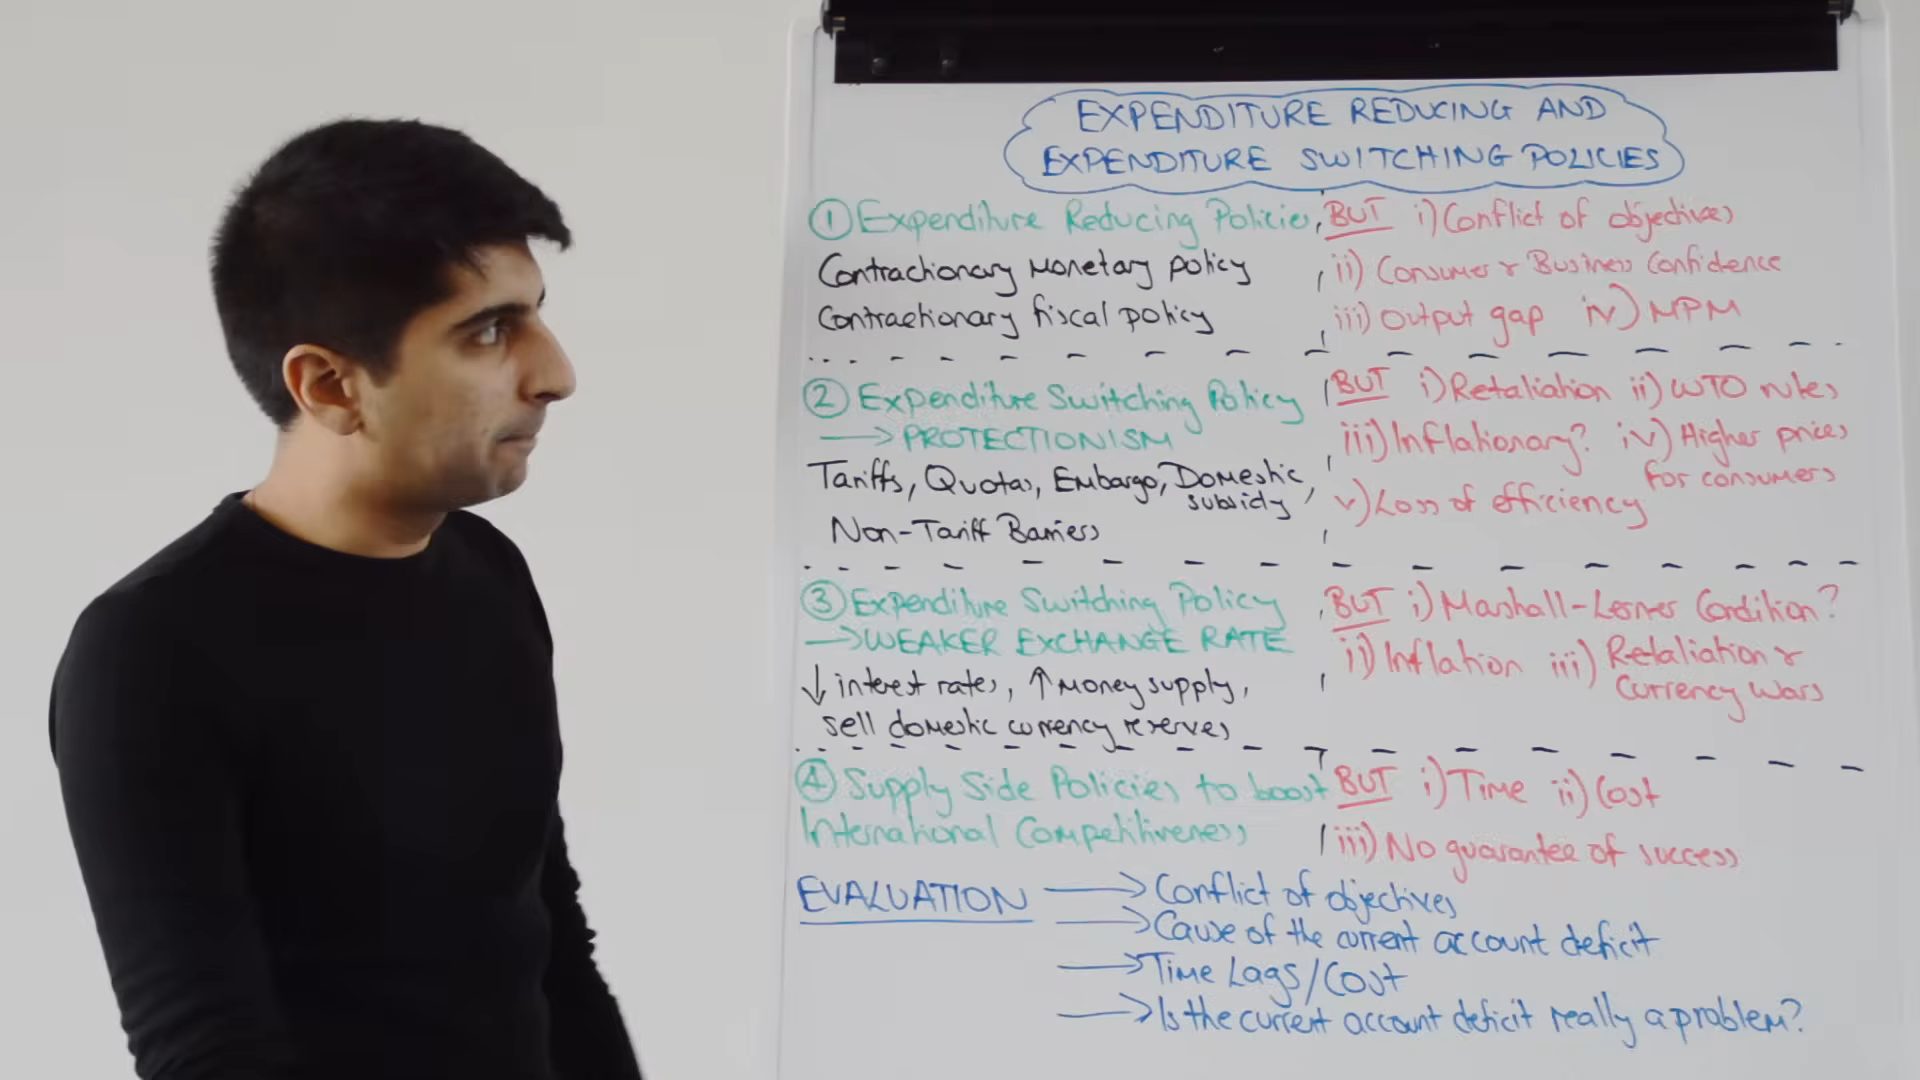 EXPENDITURE REDUCING AND
EXPENDITURE SWITCHING POLICIES
① Expenditure Reducing Policies
Contractionary Monetary policy
Contractionary fiscal policy
BUT i) Conflict of objectives
ii) Consumer & Business Confidence
iii) Output gap iv) MPM
② Expenditure Switching Policy
→ PROTECTIONISM
Tariffs, Quotas, Embargo, Domestic
subsidy
Non-Tariff Barriers
BUT i) Retaliation ii) WTO rules
iii) Inflationary? iv) Higher prices
for consumers
v) Loss of efficiency
③ Expenditure Switching Policy
→ WEAKER EXCHANGE RATE
↓ interest rates, ↑ Money supply,
sell domestic currency reserves
BUT i) Marshall-Lerner Condition?
ii) Inflation iii) Retaliation &
Currency Wars
④ Supply Side Policies to boost
International Competitiveness
BUT i) Time ii) Cost
iii) No guarantee of success
EVALUATION → Conflict of objectives
→ Cause of the current account deficit
→ Time Lags/Cost
→ Is the current account deficit really a problem?